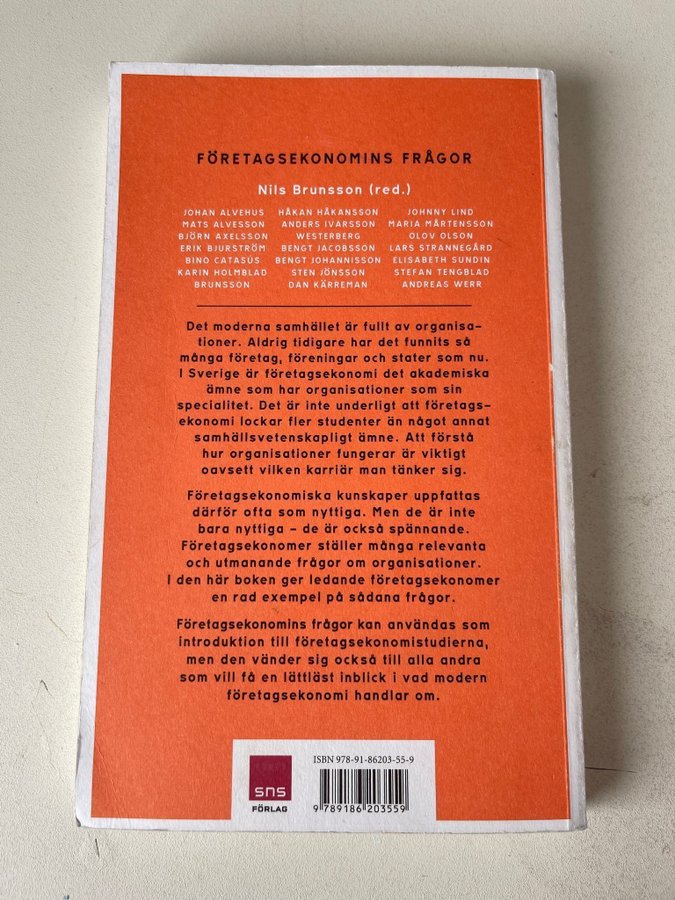 FÖRETAGSEKONOMINS FRÅGOR
Nils Brunsson (red.)
JOHAN ALVEHUS
MATS ALVESSON
BJÖRN AXELSSON
ERIK BJURSTRÖM
BINO CATASÚS
KARIN HOLMBLAD
BRUNSSON
HÅKAN HÅKANSSON
ANDERS IVARSSON
WESTERBERG
BENGT JACOBSSON
BENGT JOHANNISSON
STEN JÖNSSON
DAN KÄRREMAN
JOHNNY LIND
MARIA MÅRTENSSON
OLOV OLSON
LARS STRANNEGÅRD
ELISABETH SUNDIN
STEFAN TENGBLAD
ANDREAS WERR
Det moderna samhället är fullt av organisa-
tioner. Aldrig tidigare har det funnits så
många företag, föreningar och stater som nu.
I Sverige är företagsekonomi det akademiska
ämne som har organisationer som sin
specialitet. Det är inte underligt att företags-
ekonomi lockar fler studenter än något annat
samhällsvetenskapligt ämne. Att förstå
hur organisationer fungerar är viktigt
oavsett vilken karriär man tänker sig.
Företagsekonomiska kunskaper uppfattas
därför ofta som nyttiga. Men de är inte
bara nyttiga – de är också spännande.
Företagsekonomer ställer många relevanta
och utmanande frågor om organisationer.
I den här boken ger ledande företagsekonomer
en rad exempel på sådana frågor.
Företagsekonomins frågor kan användas som
introduktion till företagsekonomistudierna,
men den vänder sig också till alla andra
som vill få en lättläst inblick i vad modern
företagsekonomi handlar om.
sns
FÖRLAG
ISBN 978-91-86203-55-9
9 789186 203559